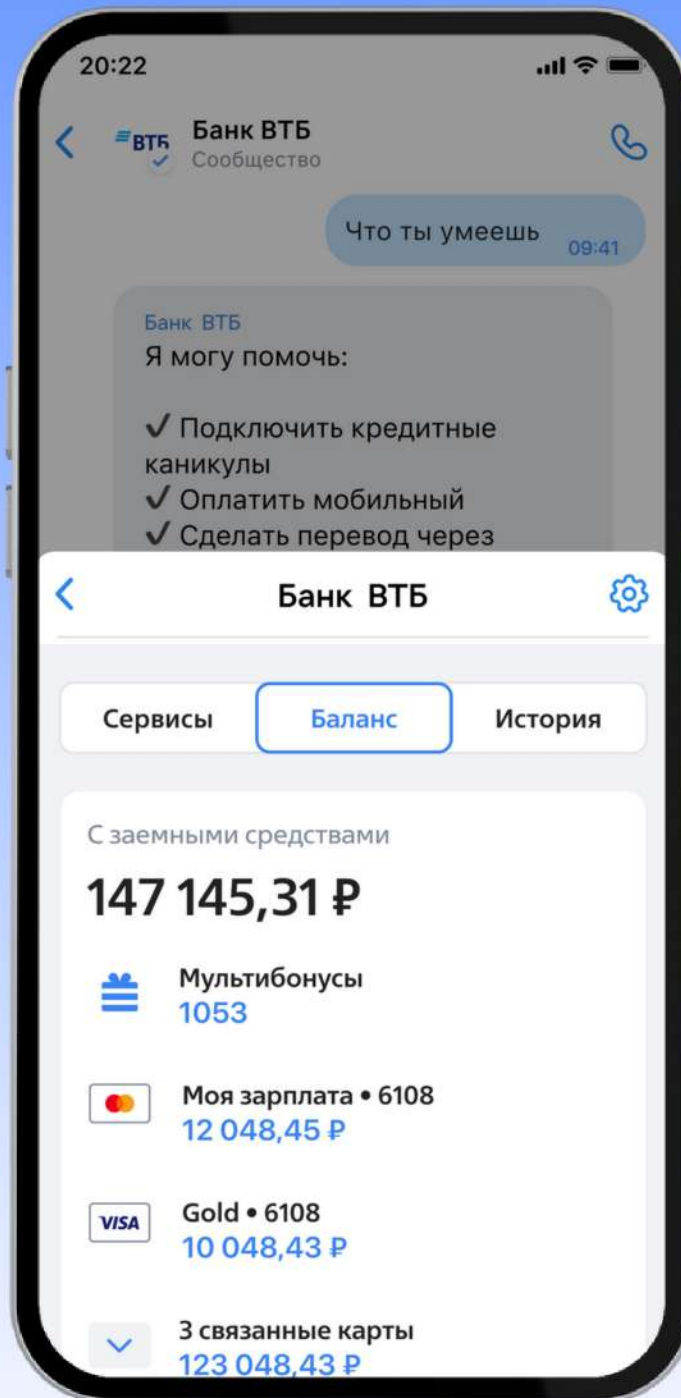 20:22
ВТБ
Банк ВТБ
Сообщество
Что ты умеешь
09:41
Банк ВТБ
Я могу помочь:
✓ Подключить кредитные
каникулы
✓ Оплатить мобильный
✓ Сделать перевод через
Банк ВТБ
Сервисы
Баланс
История
С заемными средствами
147 145,31 ₽
Мультибонусы
1053
Моя зарплата • 6108
12 048,45 ₽
VISA
Gold • 6108
10 048,43 ₽
3 связанные карты
123 048,43 ₽